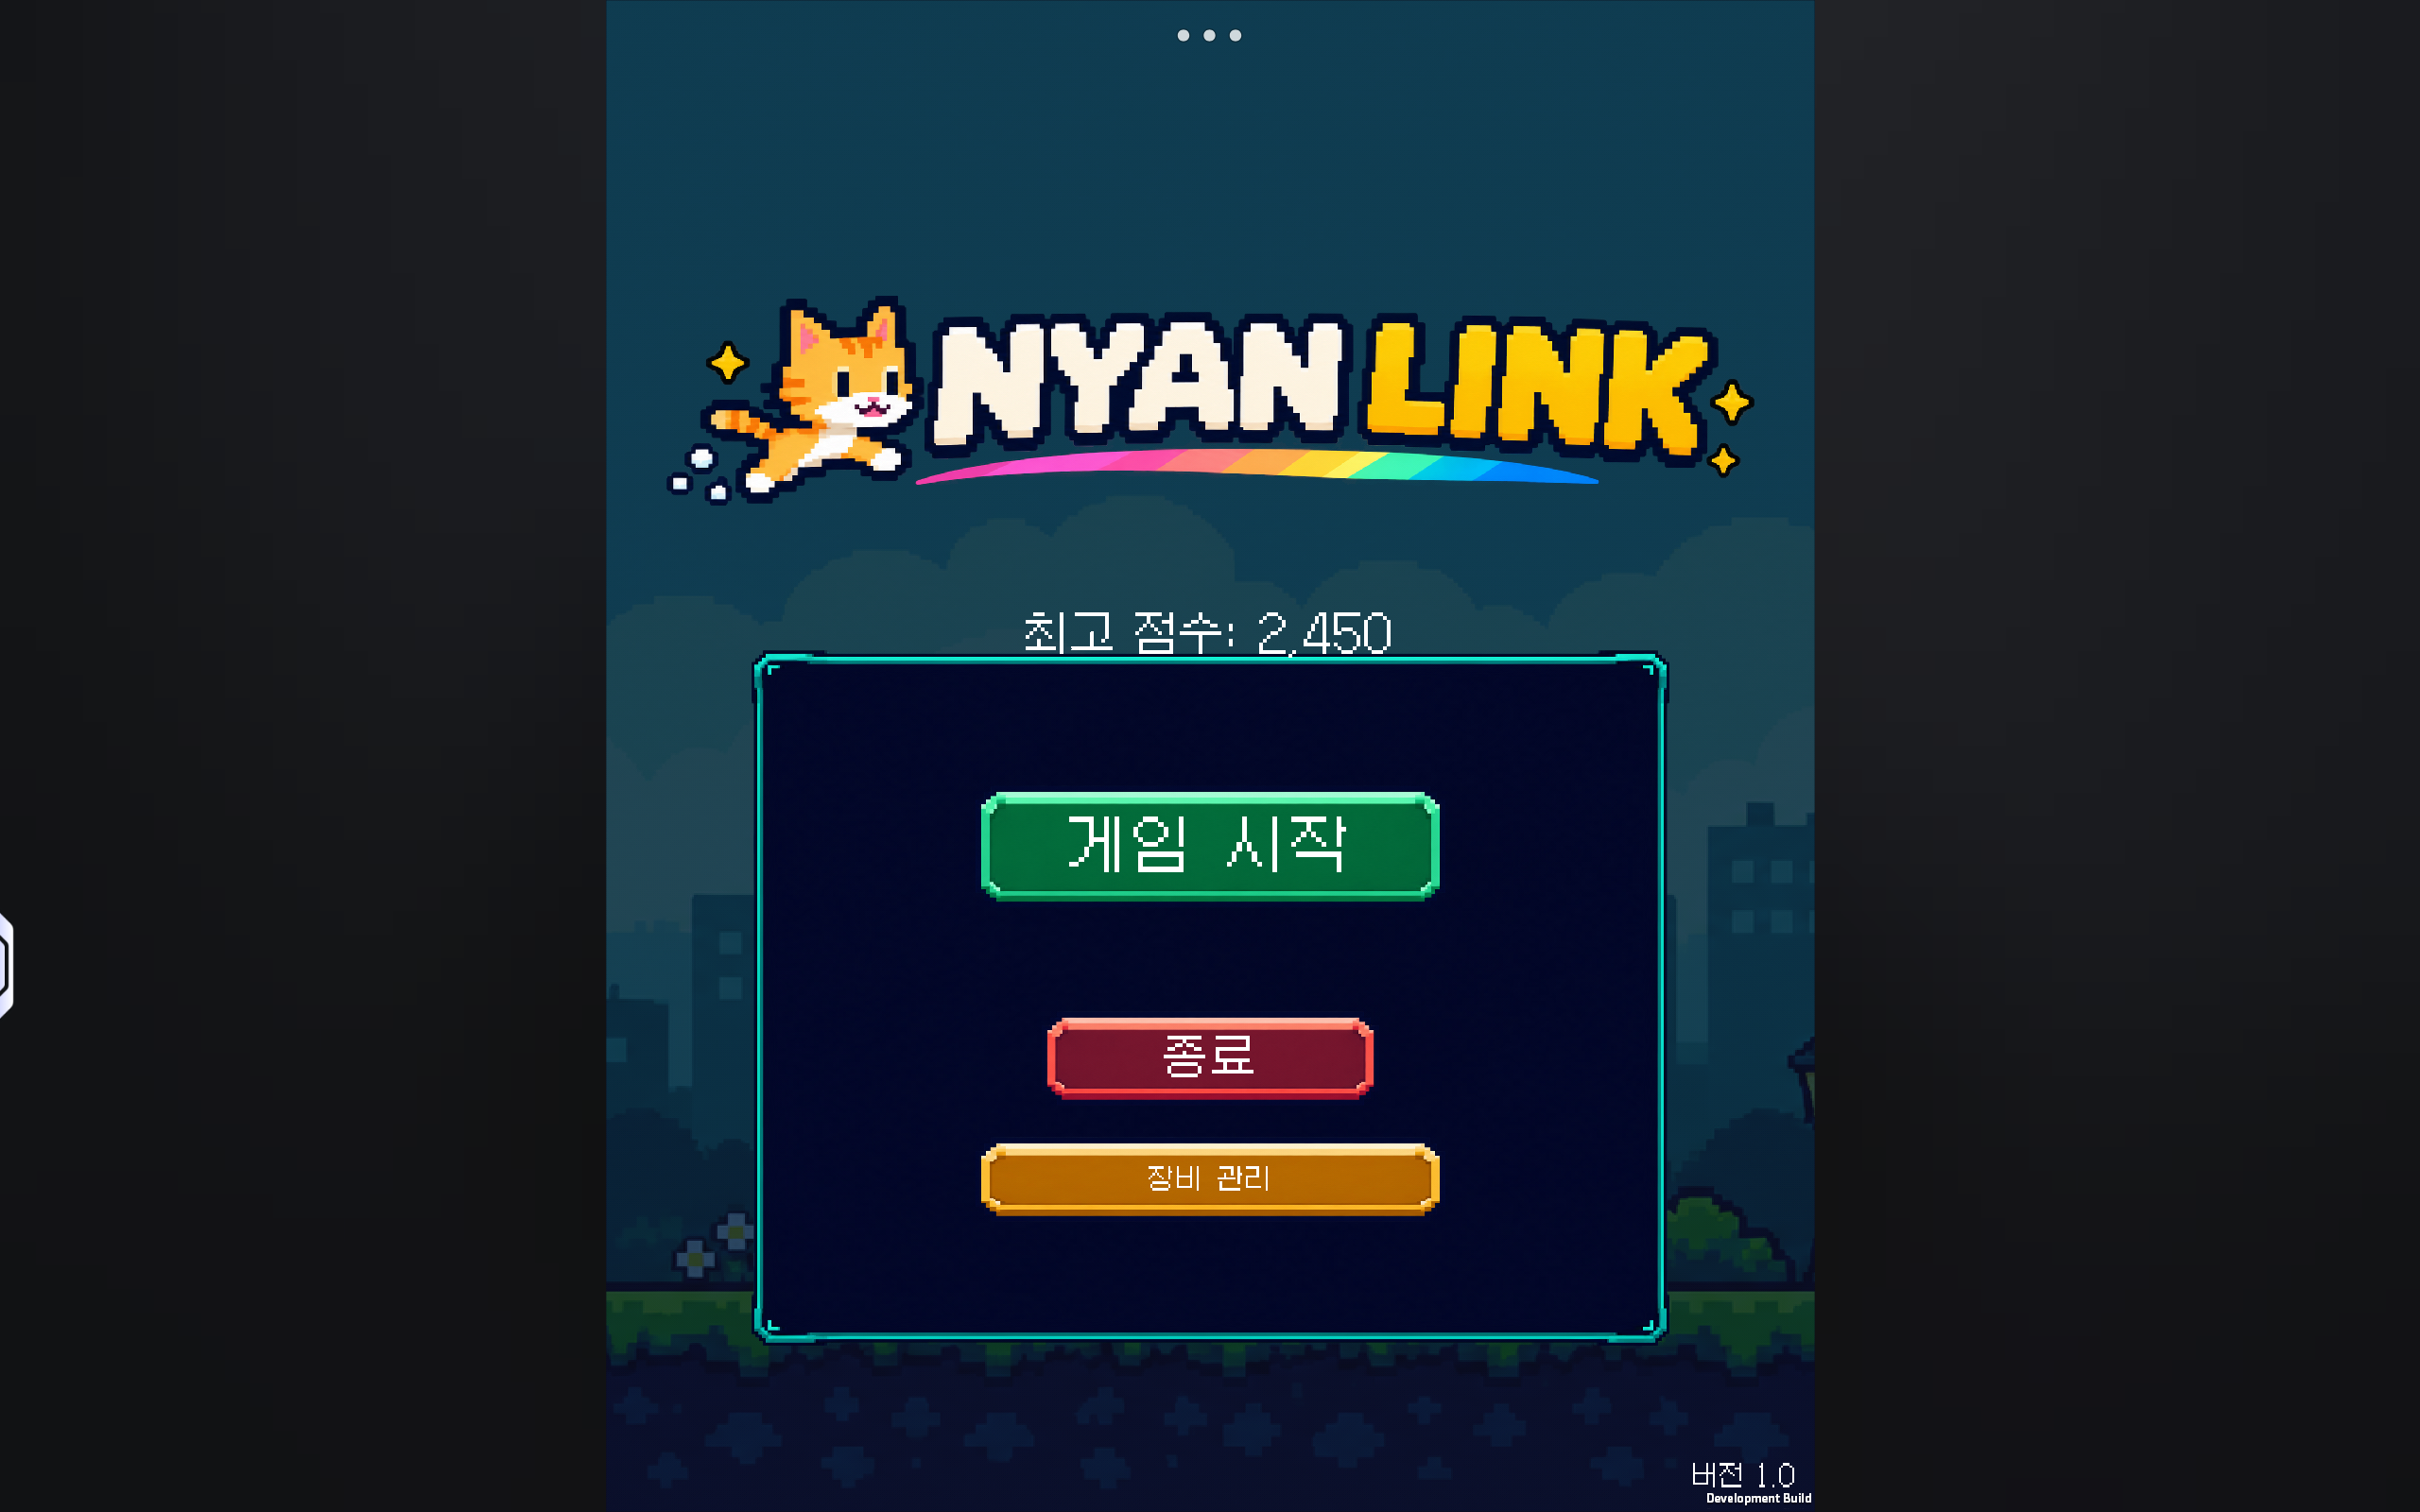 NYAN LINK
최고 점수: 2,450
게임 시작
종료
장비 관리
버전 1.0
Development Build